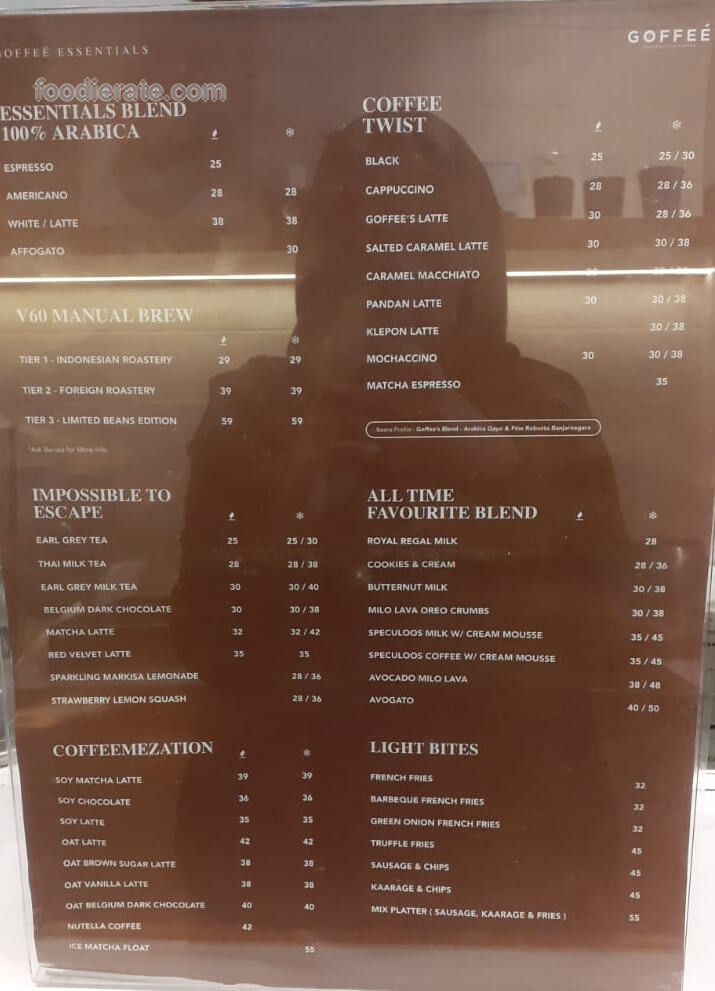 GOFFEÉ
OFFEÉ ESSENTIALS
foodierate.com
ESSENTIALS BLEND
100% ARABICA
ESPRESSO 25
AMERICANO 28 28
WHITE / LATTE 38 38
AFFOGATO 30
V60 MANUAL BREW
TIER 1 - INDONESIAN ROASTERY 29 29
TIER 2 - FOREIGN ROASTERY 39 39
TIER 3 - LIMITED BEANS EDITION 59 59
*Ask Barista for More Info
IMPOSSIBLE TO
ESCAPE
EARL GREY TEA 25 25 / 30
THAI MILK TEA 28 28 / 38
EARL GREY MILK TEA 30 30 / 40
BELGIUM DARK CHOCOLATE 30 30 / 38
MATCHA LATTE 32 32 / 42
RED VELVET LATTE 35 35
SPARKLING MARKISA LEMONADE 28 / 36
STRAWBERRY LEMON SQUASH 28 / 36
COFFEEMEZATION
SOY MATCHA LATTE 39 39
SOY CHOCOLATE 36 36
SOY LATTE 35 35
OAT LATTE 42 42
OAT BROWN SUGAR LATTE 38 38
OAT VANILLA LATTE 38 38
OAT BELGIUM DARK CHOCOLATE 40 40
NUTELLA COFFEE 42
ICE MATCHA FLOAT 55
COFFEE
TWIST
BLACK 25 25 / 30
CAPPUCCINO 28 28 / 36
GOFFEE'S LATTE 30 28 / 36
SALTED CARAMEL LATTE 30 30 / 38
CARAMEL MACCHIATO
PANDAN LATTE 30 30 / 38
KLEPON LATTE 30 / 38
MOCHACCINO 30 30 / 38
MATCHA ESPRESSO 35
Beans Profile : Goffee's Blend - Arabica Gayo & Fine Robusta Banjarnegara
ALL TIME
FAVOURITE BLEND
ROYAL REGAL MILK 28
COOKIES & CREAM 28 / 36
BUTTERNUT MILK 30 / 38
MILO LAVA OREO CRUMBS 30 / 38
SPECULOOS MILK W/ CREAM MOUSSE 35 / 45
SPECULOOS COFFEE W/ CREAM MOUSSE 35 / 45
AVOCADO MILO LAVA 38 / 48
AVOGATO 40 / 50
LIGHT BITES
FRENCH FRIES 32
BARBEQUE FRENCH FRIES 32
GREEN ONION FRENCH FRIES 32
TRUFFLE FRIES 45
SAUSAGE & CHIPS 45
KAARAGE & CHIPS 45
MIX PLATTER ( SAUSAGE, KAARAGE & FRIES ) 55